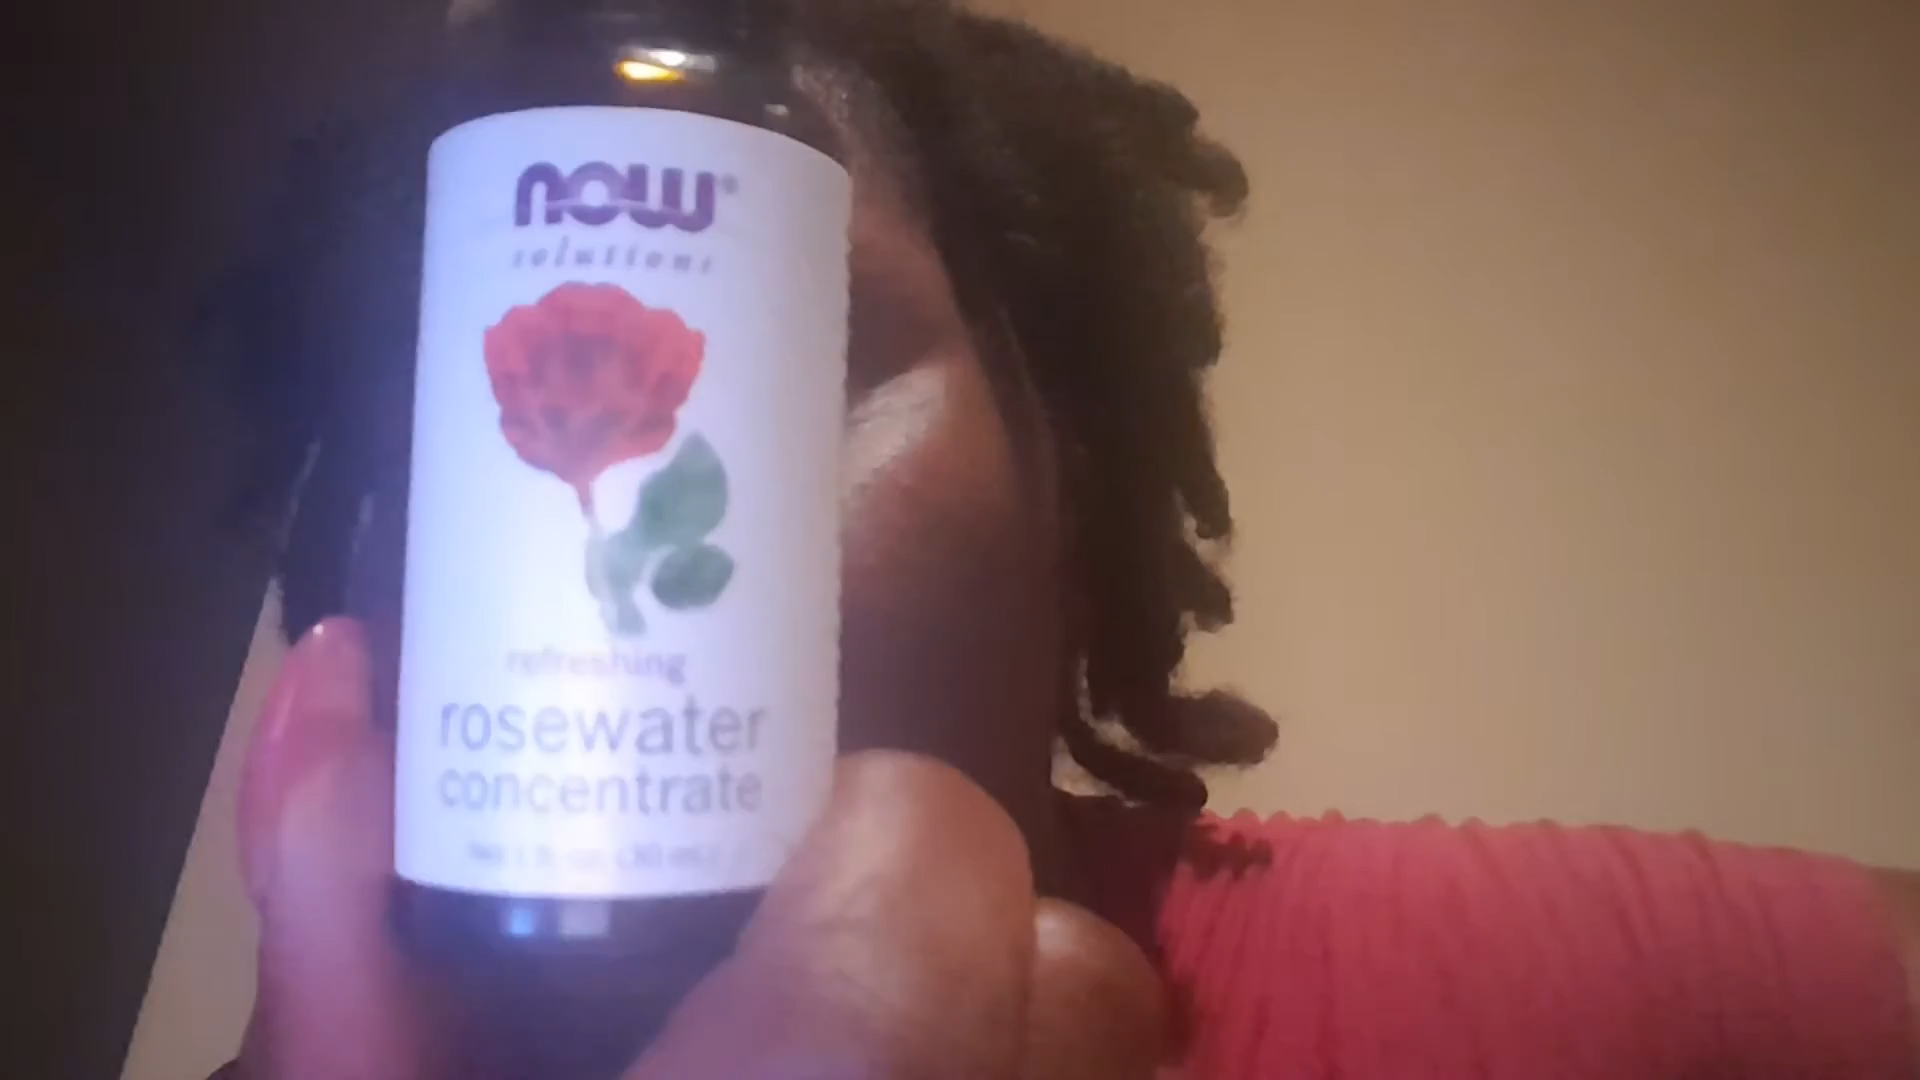 now®
solutions
refreshing
rosewater
concentrate